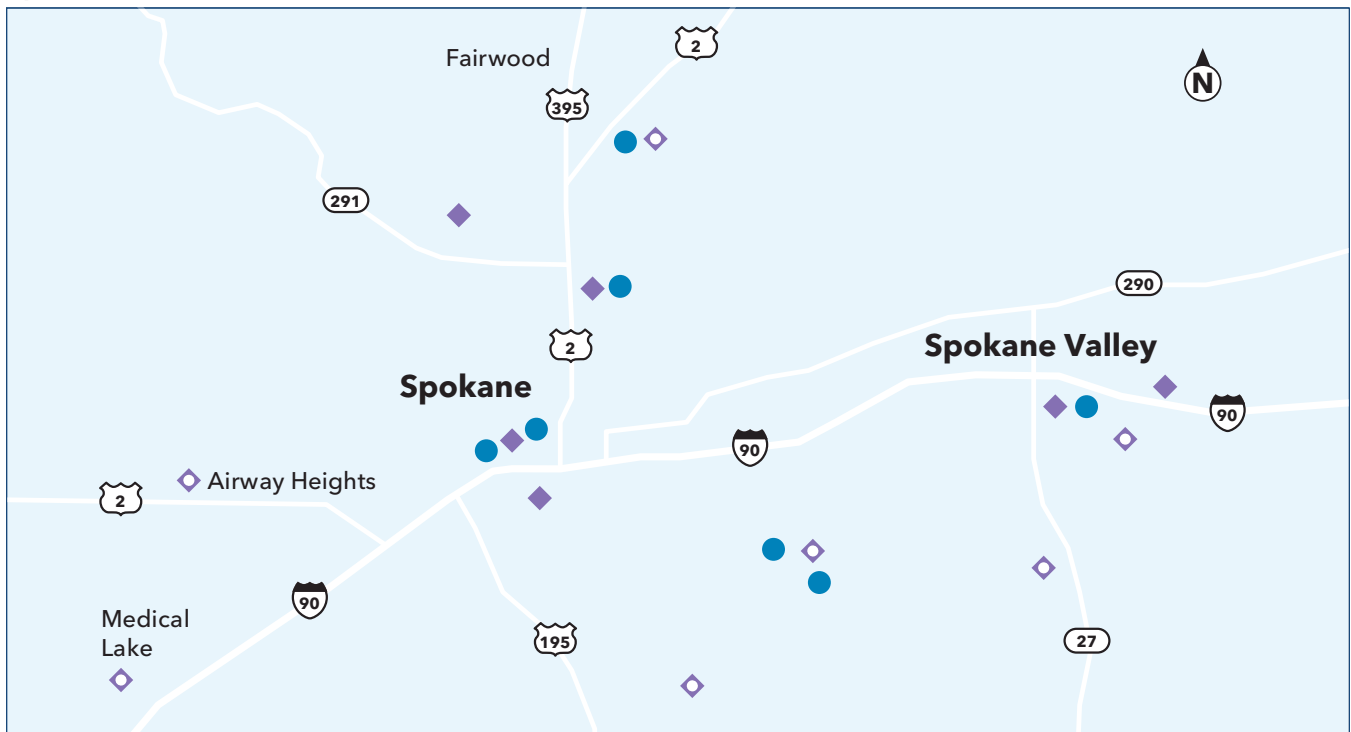 Fairwood
2
N
395
291
290
2
Spokane Valley
Spokane
90
90
Airway Heights
2
90
Medical
Lake
195
27